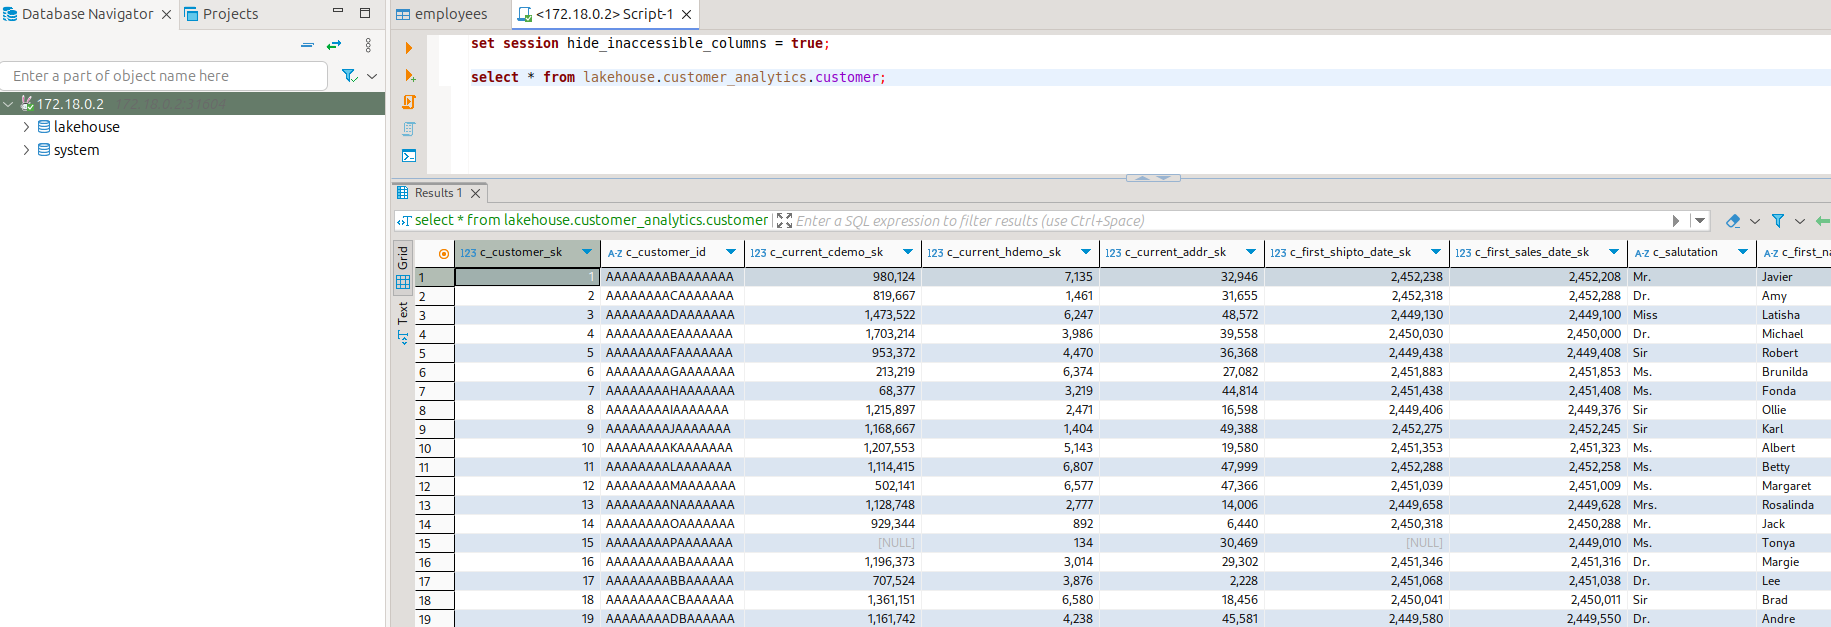 Database Navigator Projects
employees <172.18.0.2> Script-1
set session hide_inaccessible_columns = true;
Enter a part of object name here
select * from lakehouse.customer_analytics.customer;
172.18.0.2 172.18.0.2:31604
lakehouse
system
Results 1
select * from lakehouse.customer_analytics.customer Enter a SQL expression to filter results (use Ctrl+Space)
Grid
Text
123 c_customer_sk A-Z c_customer_id 123 c_current_cdemo_sk 123 c_current_hdemo_sk 123 c_current_addr_sk 123 c_first_shipto_date_sk 123 c_first_sales_date_sk A-Z c_salutation A-Z c_first_na
1 1 AAAAAAAABAAAAAAA 980,124 7,135 32,946 2,452,238 2,452,208 Mr. Javier
2 2 AAAAAAAACAAAAAAA 819,667 1,461 31,655 2,452,318 2,452,288 Dr. Amy
3 3 AAAAAAAADAAAAAAA 1,473,522 6,247 48,572 2,449,130 2,449,100 Miss Latisha
4 4 AAAAAAAAEAAAAAAA 1,703,214 3,986 39,558 2,450,030 2,450,000 Dr. Michael
5 5 AAAAAAAAFAAAAAAA 953,372 4,470 36,368 2,449,438 2,449,408 Sir Robert
6 6 AAAAAAAAGAAAAAAA 213,219 6,374 27,082 2,451,883 2,451,853 Ms. Brunilda
7 7 AAAAAAAAHAAAAAAA 68,377 3,219 44,814 2,451,438 2,451,408 Ms. Fonda
8 8 AAAAAAAAIAAAAAAA 1,215,897 2,471 16,598 2,449,406 2,449,376 Sir Ollie
9 9 AAAAAAAAJAAAAAAA 1,168,667 1,404 49,388 2,452,275 2,452,245 Sir Karl
10 10 AAAAAAAAKAAAAAAA 1,207,553 5,143 19,580 2,451,353 2,451,323 Ms. Albert
11 11 AAAAAAAALAAAAAAA 1,114,415 6,807 47,999 2,452,288 2,452,258 Ms. Betty
12 12 AAAAAAAAMAAAAAAA 502,141 6,577 47,366 2,451,039 2,451,009 Ms. Margaret
13 13 AAAAAAAANAAAAAAA 1,128,748 2,777 14,006 2,449,658 2,449,628 Mrs. Rosalinda
14 14 AAAAAAAAOAAAAAAA 929,344 892 6,440 2,450,318 2,450,288 Mr. Jack
15 15 AAAAAAAAPAAAAAAA [NULL] 134 30,469 [NULL] 2,449,010 Ms. Tonya
16 16 AAAAAAAAABAAAAAA 1,196,373 3,014 29,302 2,451,346 2,451,316 Dr. Margie
17 17 AAAAAAAABBAAAAAA 707,524 3,876 2,228 2,451,068 2,451,038 Dr. Lee
18 18 AAAAAAAACBAAAAAA 1,361,151 6,580 18,456 2,450,041 2,450,011 Sir Brad
19 19 AAAAAAAADBAAAAAA 1,161,742 4,238 45,581 2,449,580 2,449,550 Dr. Andre